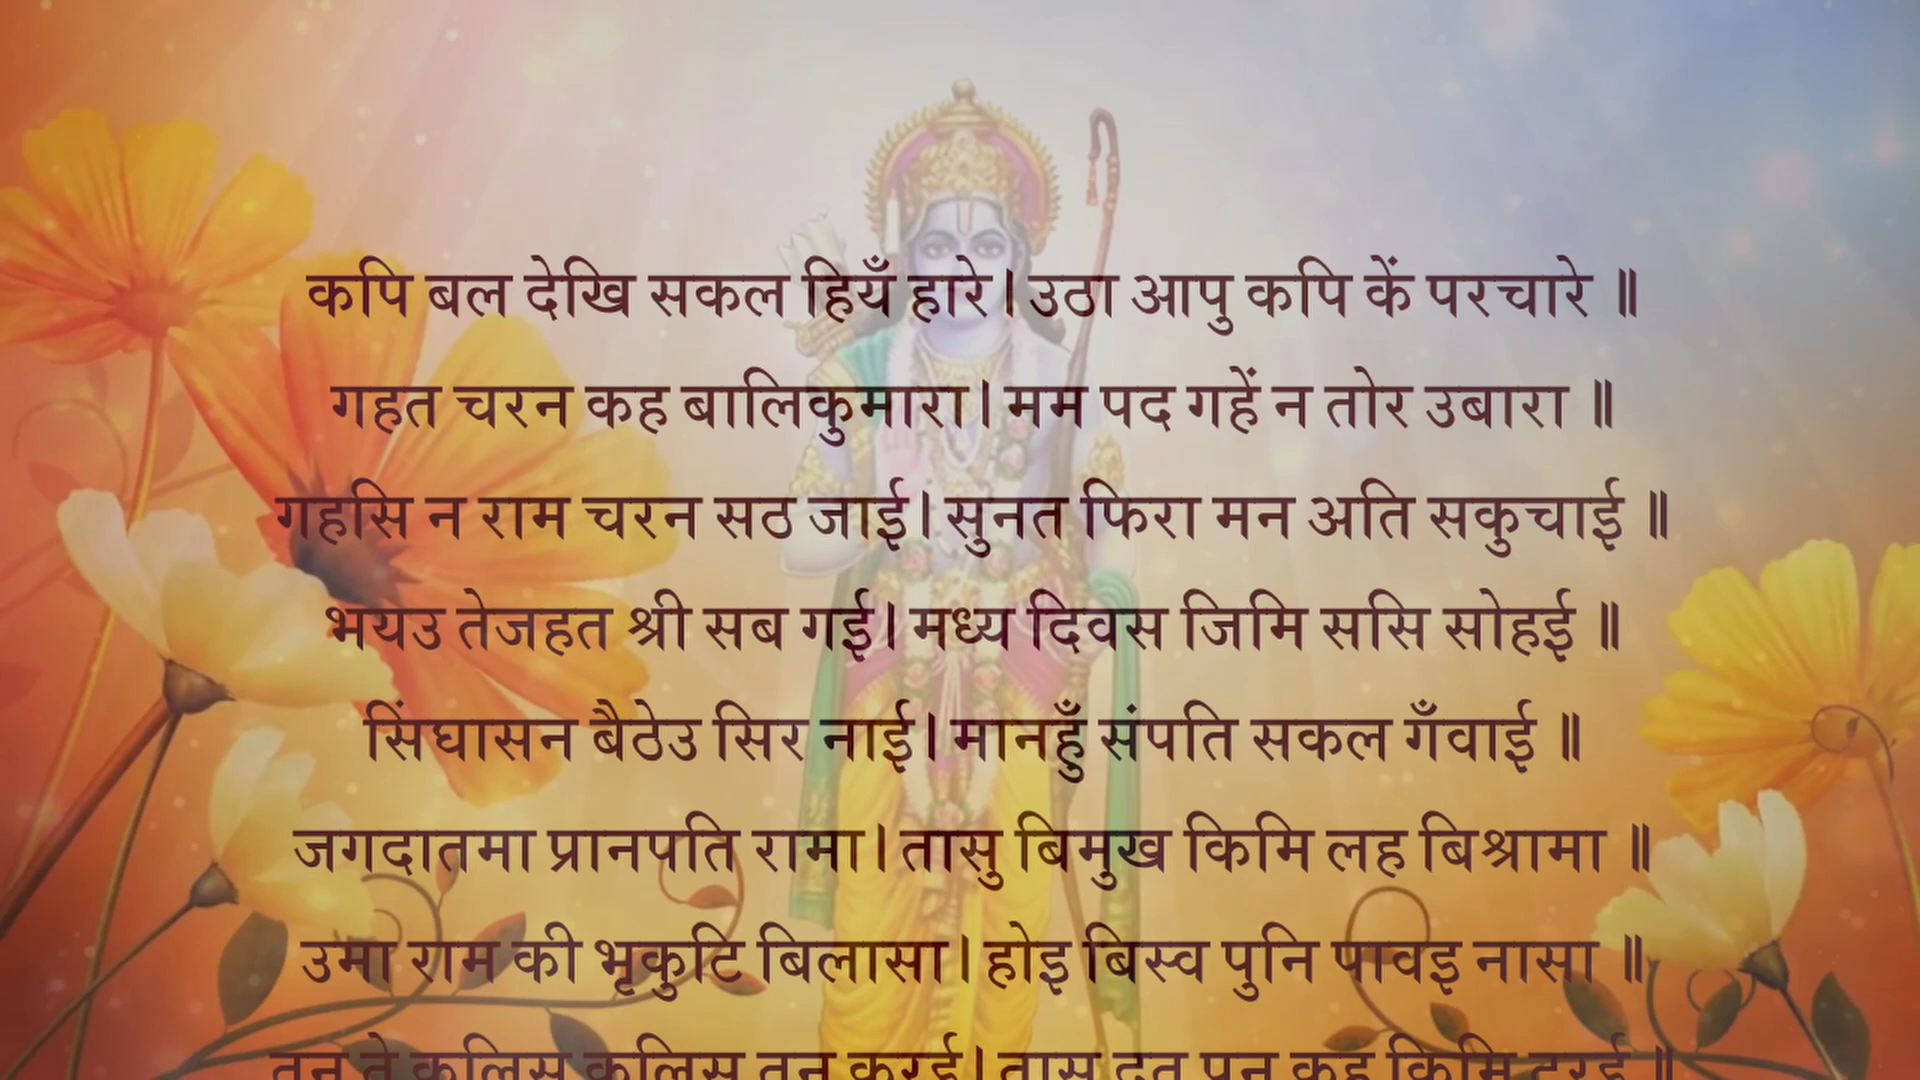 कपि बल देखि सकल हियँ हारे। उठा आपु कपि कें परचारे ॥
गहत चरन कह बालिकुमारा। मम पद गहें न तोर उबारा ॥
गहसि न राम चरन सठ जाई। सुनत फिरा मन अति सकुचाई ॥
भयउ तेजहत श्री सब गई। मध्य दिवस जिमि ससि सोहई ॥
सिंघासन बैठेउ सिर नाई। मानहुँ संपति सकल गँवाई ॥
जगदातमा प्रानपति रामा। तासु बिमुख किमि लह बिश्रामा ॥
उमा राम की भृकुटि बिलासा। होइ बिस्व पुनि पावइ नासा ॥
तृन ते कुलिस कुलिस तृन करई। तासु दूत पन कहु किमि टरई ॥